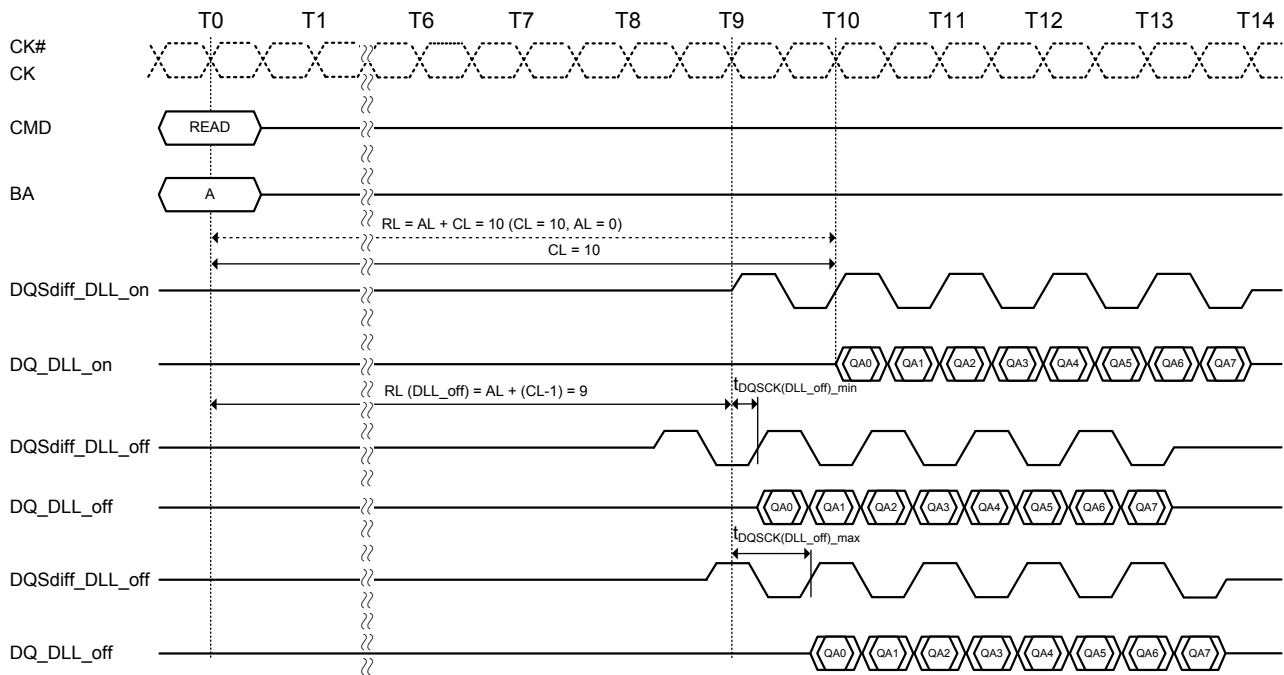 T0 T1 T6 T7 T8 T9 T10 T11 T12 T13 T14
CK#
CK
CMD READ
BA A
RL = AL + CL = 10 (CL = 10, AL = 0)
CL = 10
DQSdiff_DLL_on
DQ_DLL_on QA0 QA1 QA2 QA3 QA4 QA5 QA6 QA7
RL (DLL_off) = AL + (CL-1) = 9 tDQSCK(DLL_off)_min
DQSdiff_DLL_off
DQ_DLL_off QA0 QA1 QA2 QA3 QA4 QA5 QA6 QA7
tDQSCK(DLL_off)_max
DQSdiff_DLL_off
DQ_DLL_off QA0 QA1 QA2 QA3 QA4 QA5 QA6 QA7